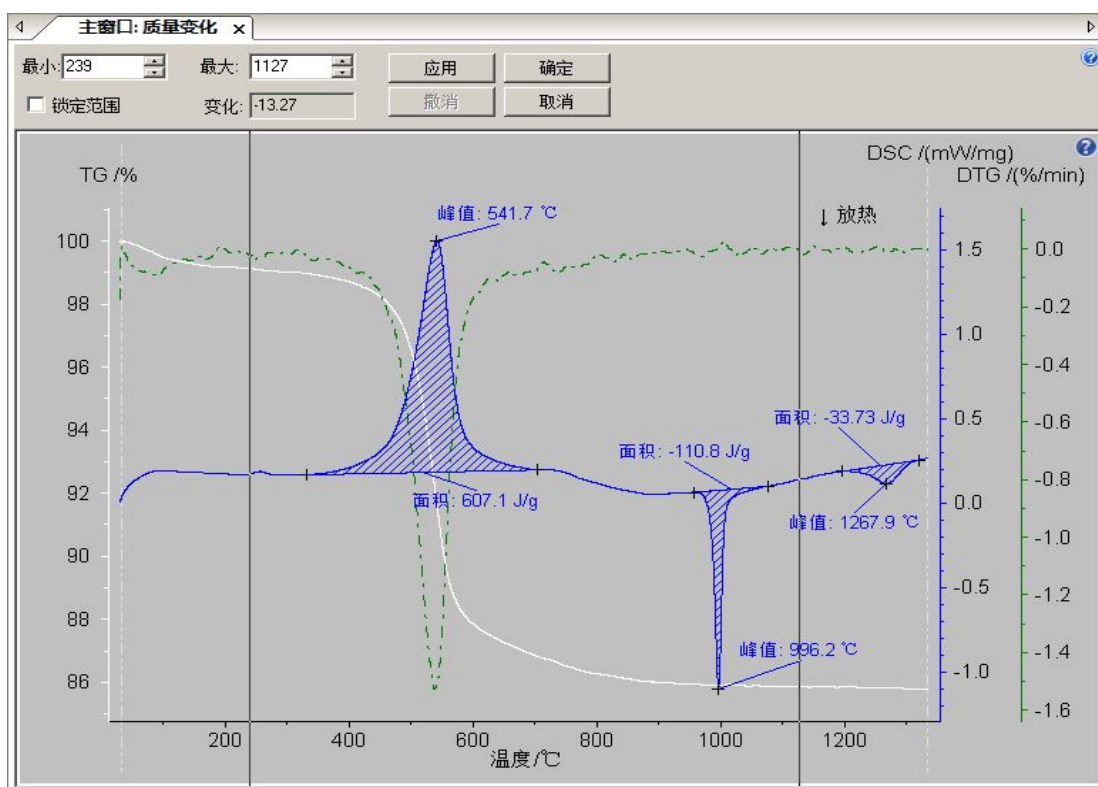 主窗口: 质量变化 x
最小: 239 最大: 1127 应用 确定
锁定范围 变化: -13.27 撤消 取消
TG /%
DSC /(mW/mg)
DTG /(%/min)
↓ 放热
峰值: 541.7 ℃
面积: 607.1 J/g
面积: -110.8 J/g
面积: -33.73 J/g
峰值: 1267.9 ℃
峰值: 996.2 ℃
100
98
96
94
92
90
88
86
1.5
1.0
0.5
0.0
-0.5
-1.0
0.0
-0.2
-0.4
-0.6
-0.8
-1.0
-1.2
-1.4
-1.6
200 400 600 800 1000 1200
温度 /℃